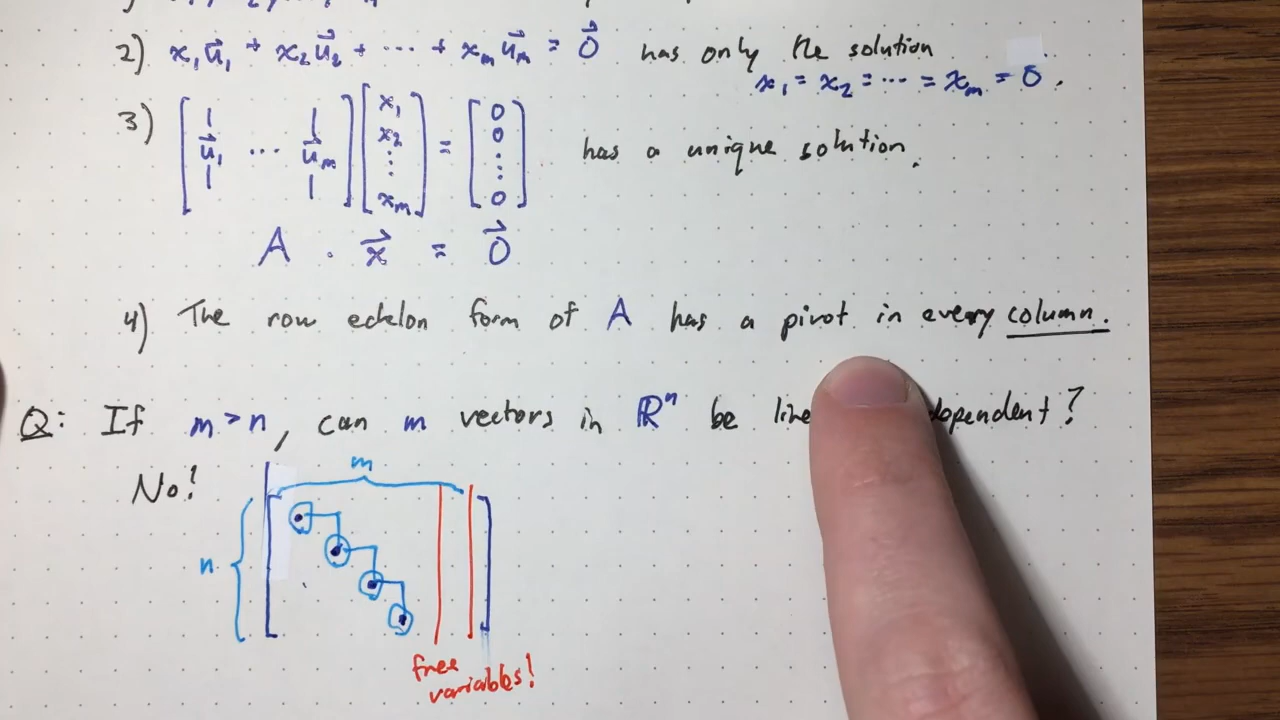 2) x₁u⃗₁ + x₂u⃗₂ + ⋯ + xₘu⃗ₘ = 0⃗ has only the solution
x₁ = x₂ = ⋯ = xₘ = 0.
3) [u⃗₁ ⋯ u⃗ₘ] [x₁ x₂ ⋮ xₘ] = [0 0 ⋮ 0] has a unique solution.
A · x⃗ = 0⃗
4) The row echelon form of A has a pivot in every column.
Q: If m > n, can m vectors in ℝⁿ be dependent?
No!
m
n
free
variables!